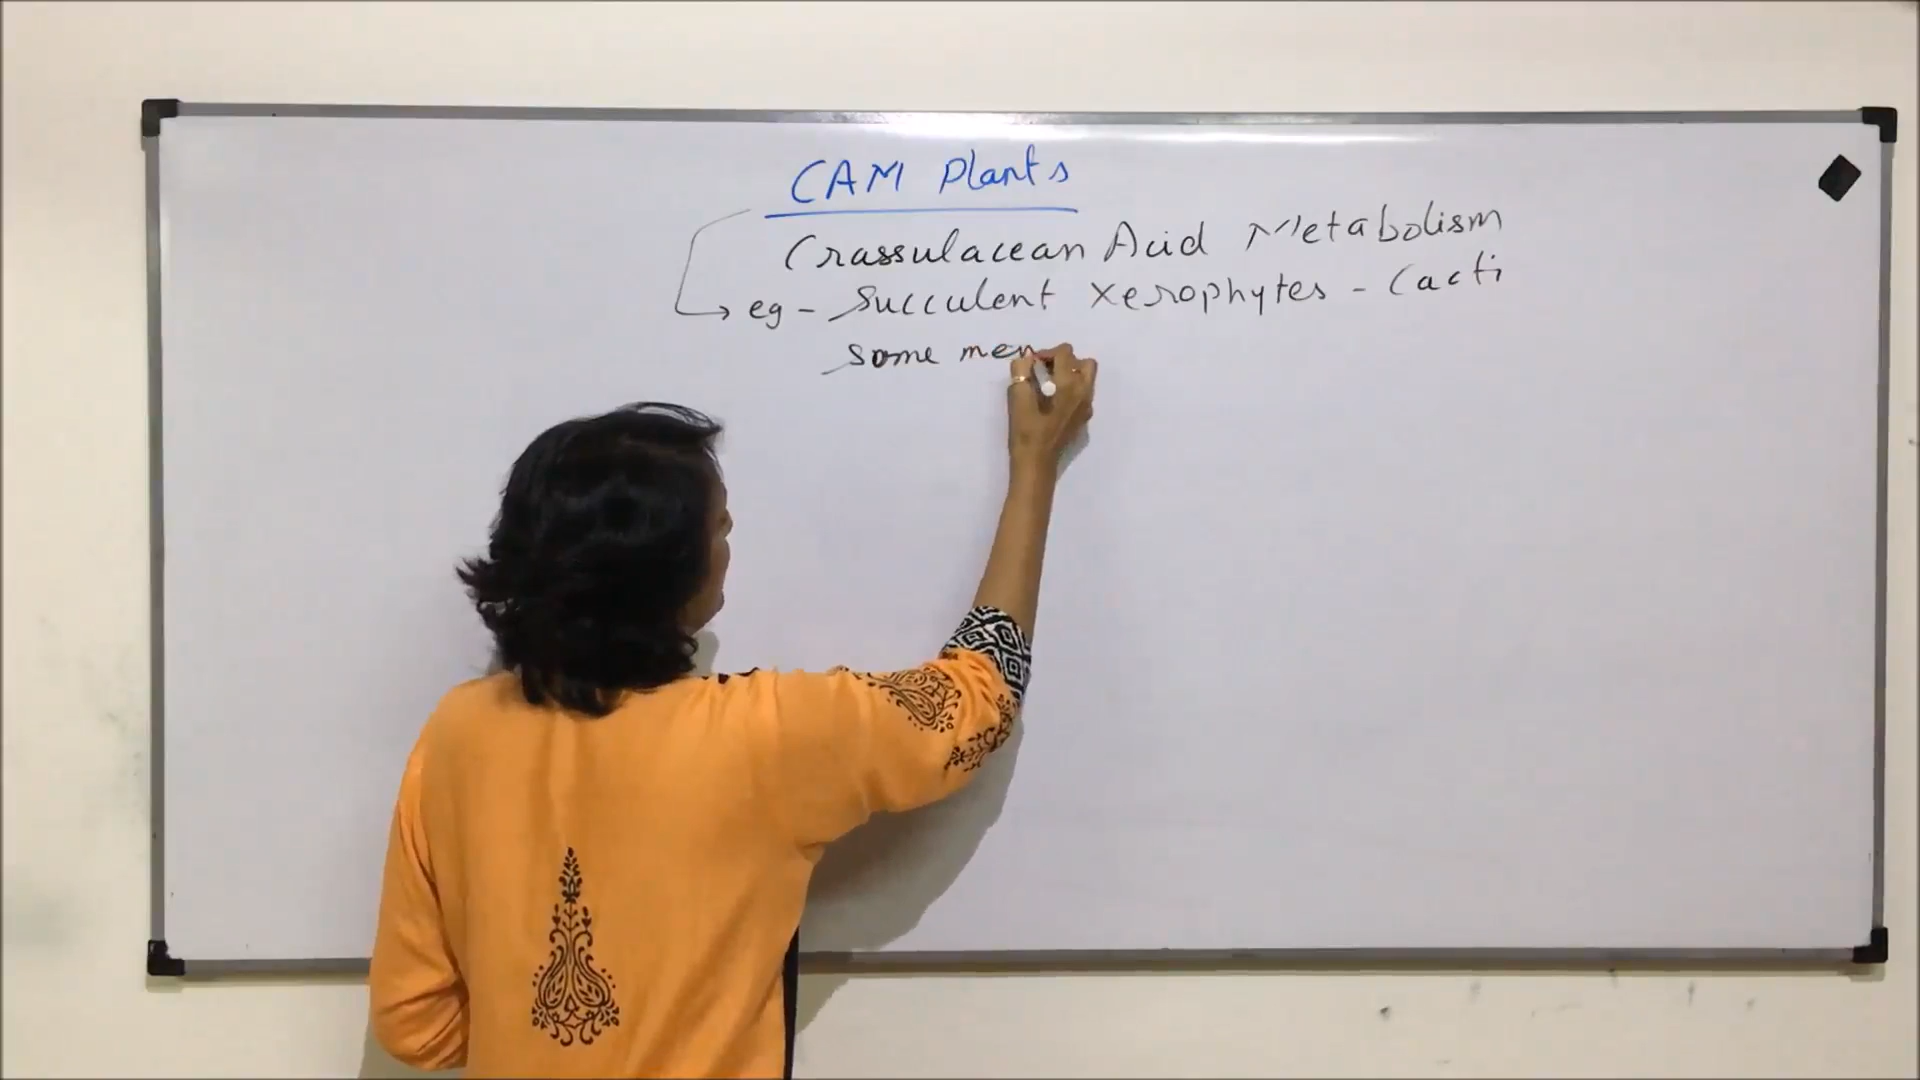 CAM Plants
Crassulacean Acid Metabolism
eg - Succulent Xerophytes - Cacti
some